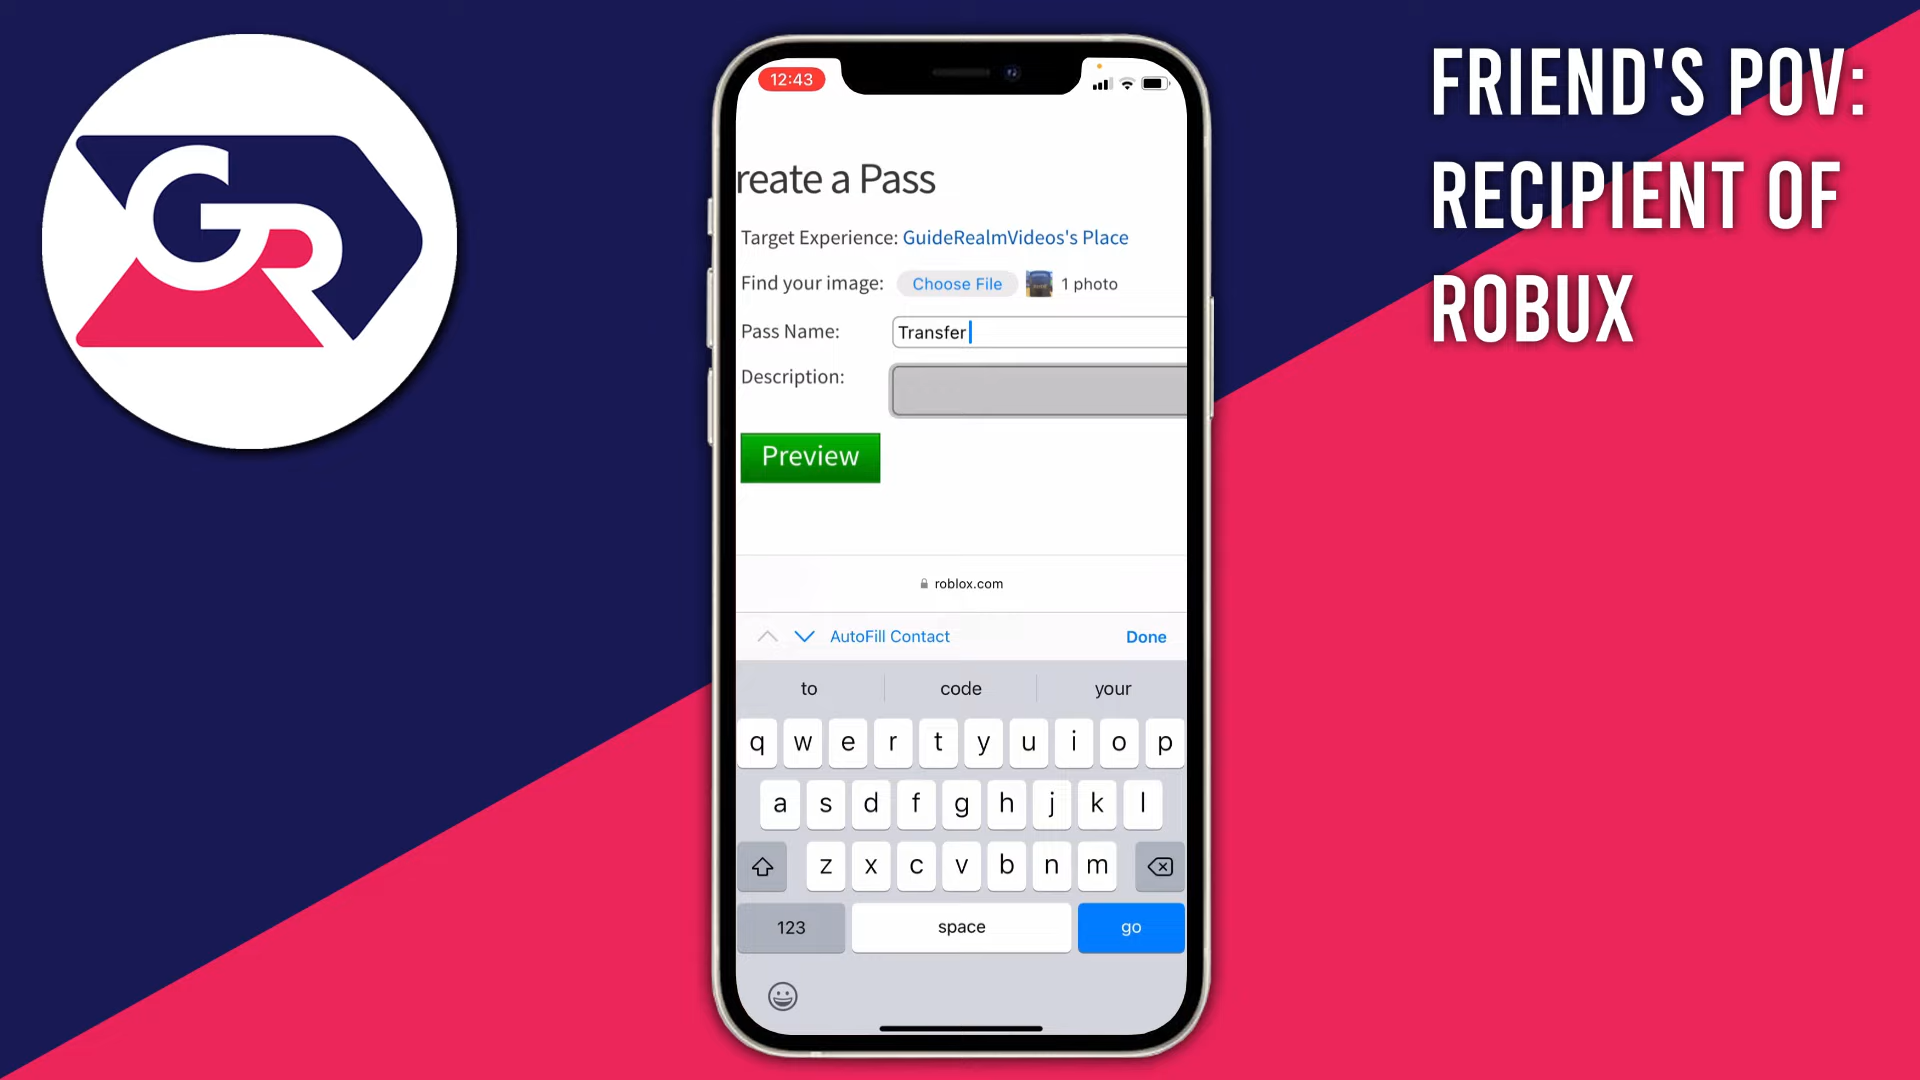 GR
FRIEND'S POV:
RECIPIENT OF
ROBUX
12:43
reate a Pass
Target Experience: GuideRealmVideos's Place
Find your image: Choose File 1 photo
Pass Name: Transfer
Description:
Preview
roblox.com
AutoFill Contact Done
to code your
q w e r t y u i o p
a s d f g h j k l
z x c v b n m
123 space go